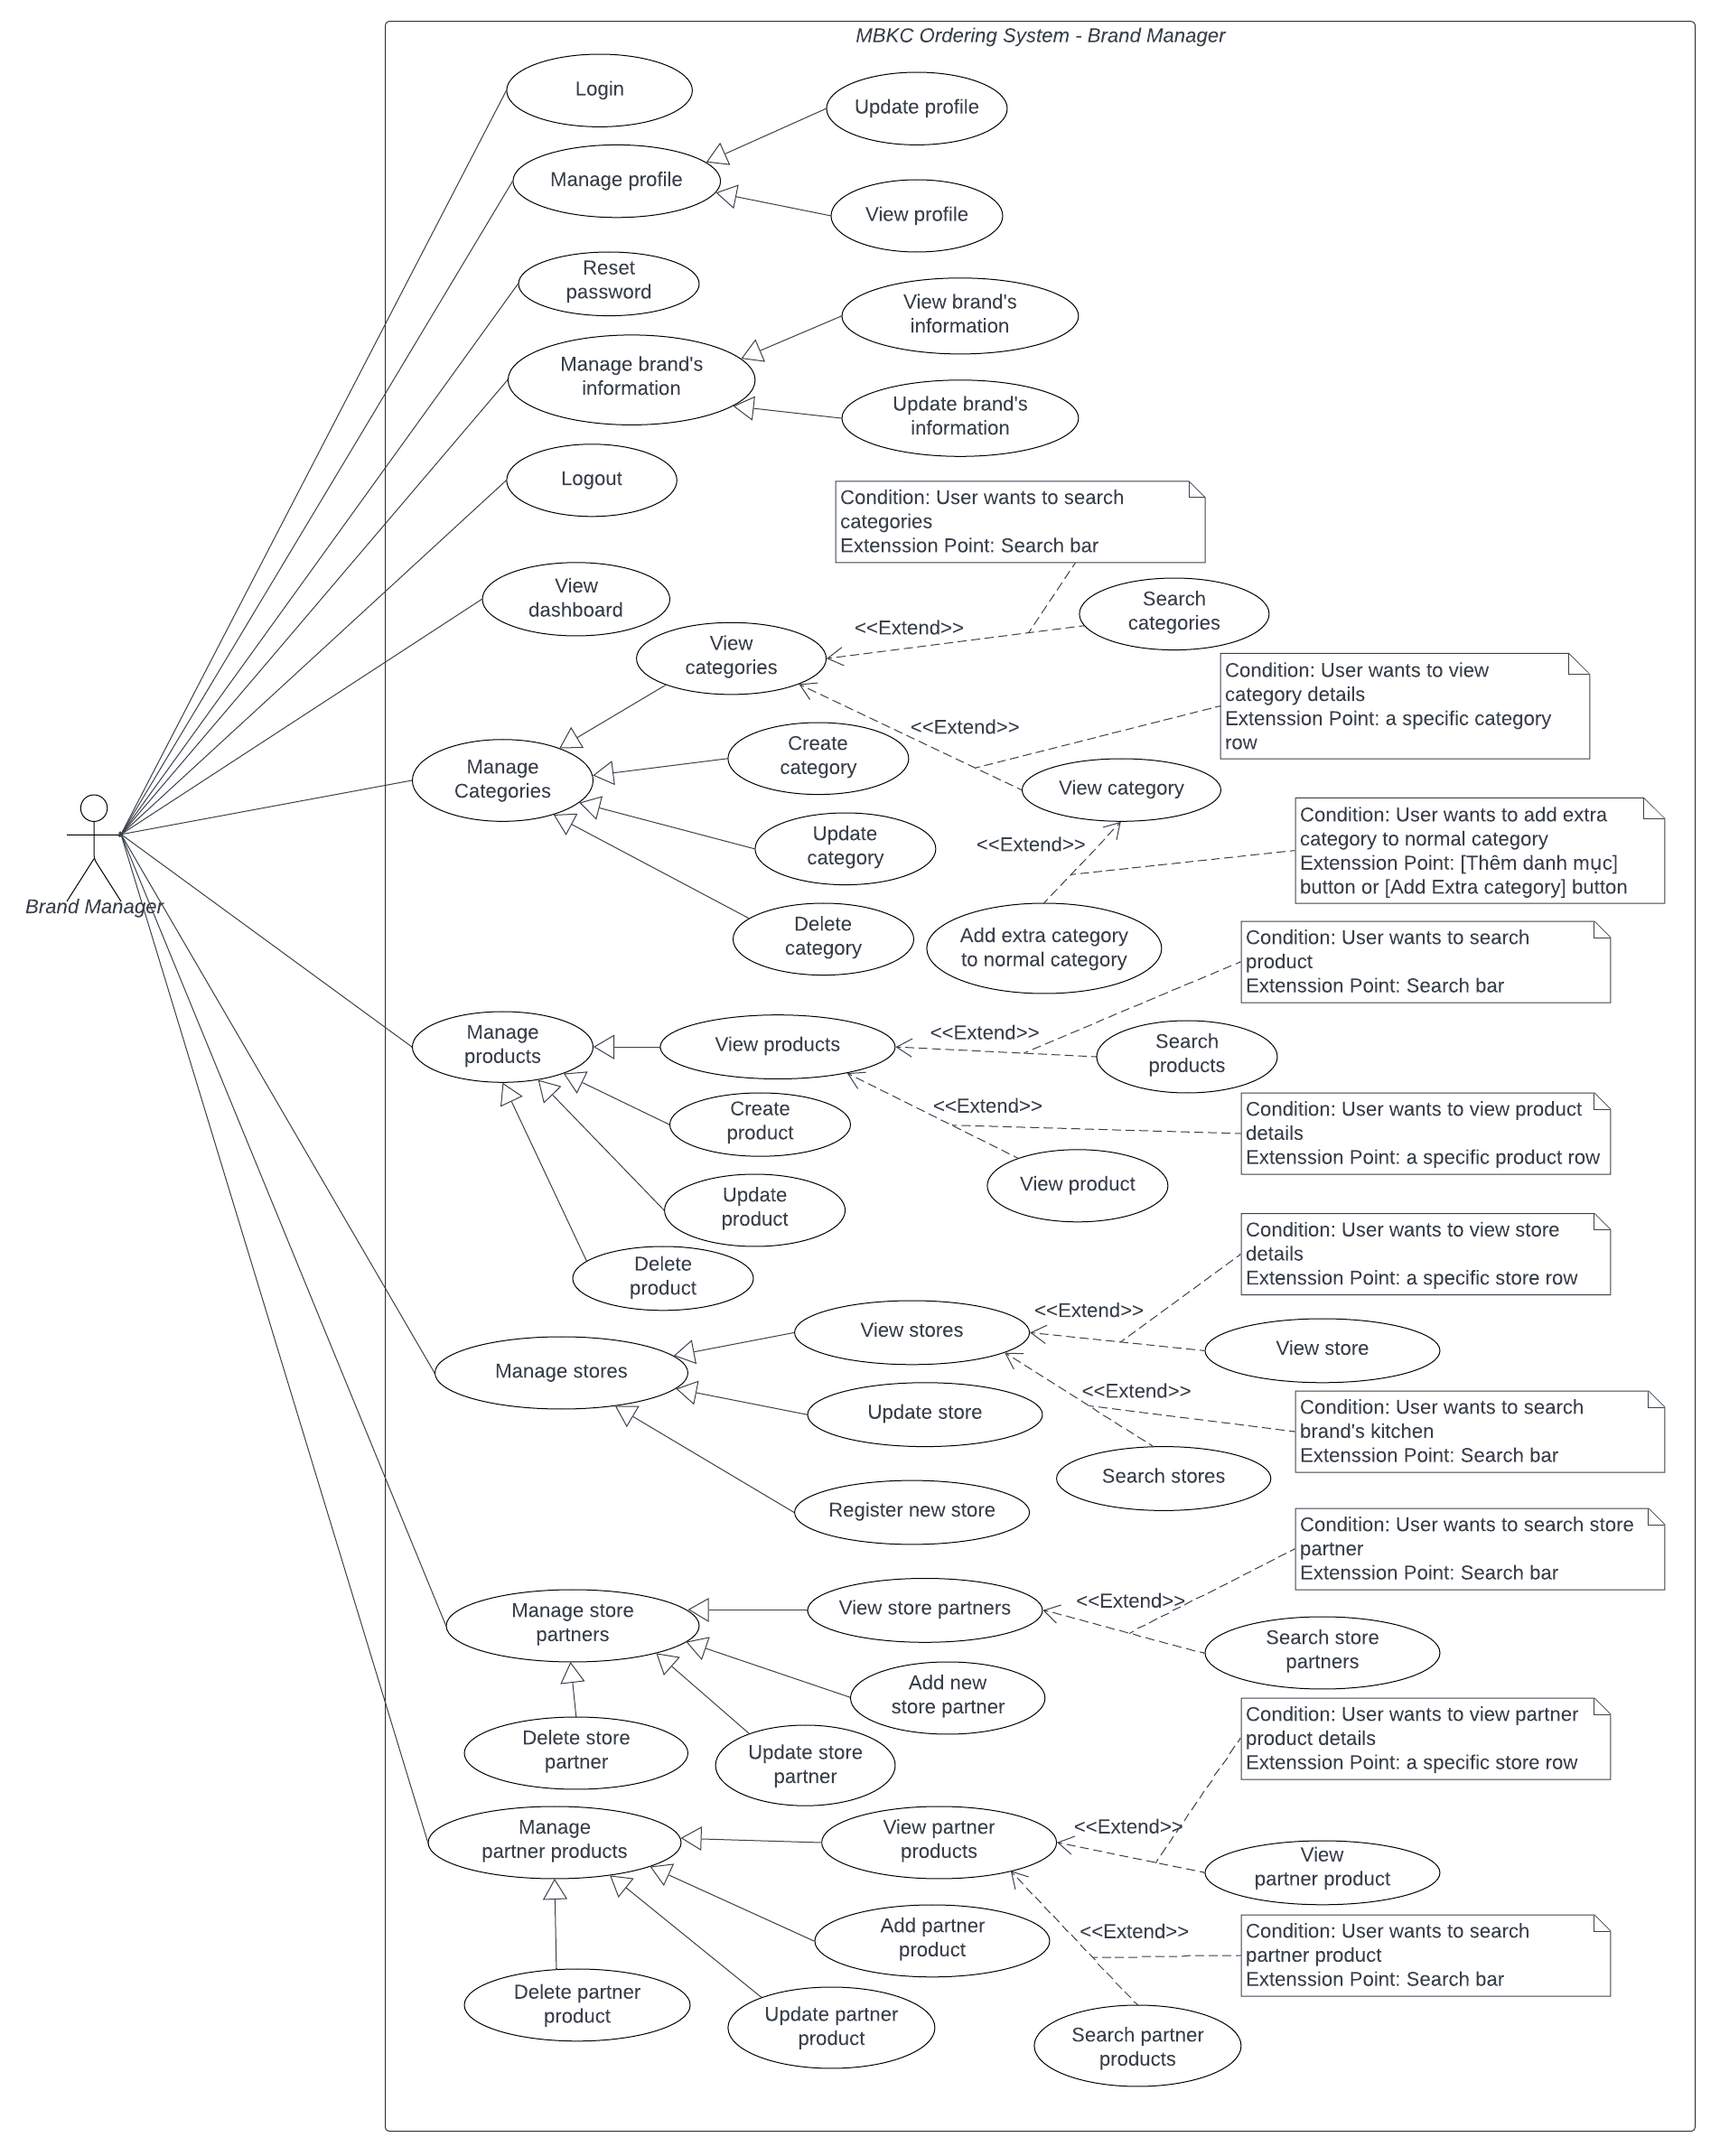 MBKC Ordering System - Brand Manager
Login
Update profile
Manage profile
View profile
Reset
password
View brand's
information
Manage brand's
information
Update brand's
information
Logout
Condition: User wants to search
categories
Extenssion Point: Search bar
View
dashboard
Search
categories
<<Extend>>
View
categories
Condition: User wants to view
category details
Extenssion Point: a specific category
row
<<Extend>>
Create
category
Manage
Categories
View category
Condition: User wants to add extra
category to normal category
Extenssion Point: [Thêm danh mục]
button or [Add Extra category] button
<<Extend>>
Update
category
Brand Manager
Delete
category
Add extra category
to normal category
Condition: User wants to search
product
Extenssion Point: Search bar
Manage
products
View products
<<Extend>>
Search
products
Create
product
<<Extend>>
Condition: User wants to view product
details
Extenssion Point: a specific product row
View product
Update
product
Condition: User wants to view store
details
Extenssion Point: a specific store row
Delete
product
<<Extend>>
View stores
View store
Manage stores
<<Extend>>
Update store
Condition: User wants to search
brand's kitchen
Extenssion Point: Search bar
Search stores
Register new store
Condition: User wants to search store
partner
Extenssion Point: Search bar
Manage store
partners
View store partners
<<Extend>>
Search store
partners
Add new
store partner
Condition: User wants to view partner
product details
Extenssion Point: a specific store row
Delete store
partner
Update store
partner
Manage
partner products
View partner
products
<<Extend>>
View
partner product
Add partner
product
<<Extend>>
Condition: User wants to search
partner product
Extenssion Point: Search bar
Delete partner
product
Update partner
product
Search partner
products